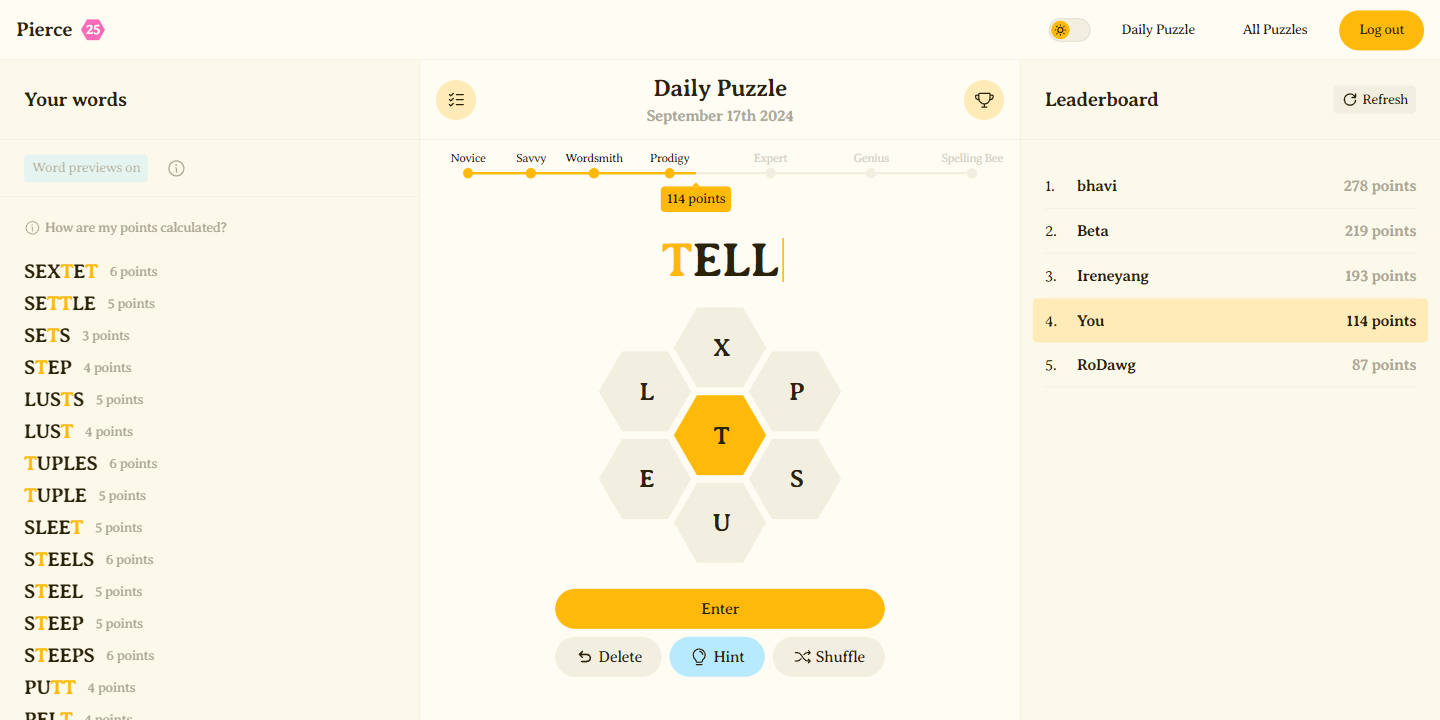 Pierce 25
Daily Puzzle
All Puzzles
Log out
Your words
Word previews on
How are my points calculated?
SEXTET 6 points
SETTLE 5 points
SETS 3 points
STEP 4 points
LUSTS 5 points
LUST 4 points
TUPLES 6 points
TUPLE 5 points
SLEET 5 points
STEELS 6 points
STEEL 5 points
STEEP 5 points
STEEPS 6 points
PUTT 4 points
PELT 4 points
Daily Puzzle
September 17th 2024
Novice Savvy Wordsmith Prodigy Expert Genius Spelling Bee
114 points
TELL
X
L P
T
E S
U
Enter
Delete Hint Shuffle
Leaderboard
Refresh
1. bhavi 278 points
2. Beta 219 points
3. Ireneyang 193 points
4. You 114 points
5. RoDawg 87 points